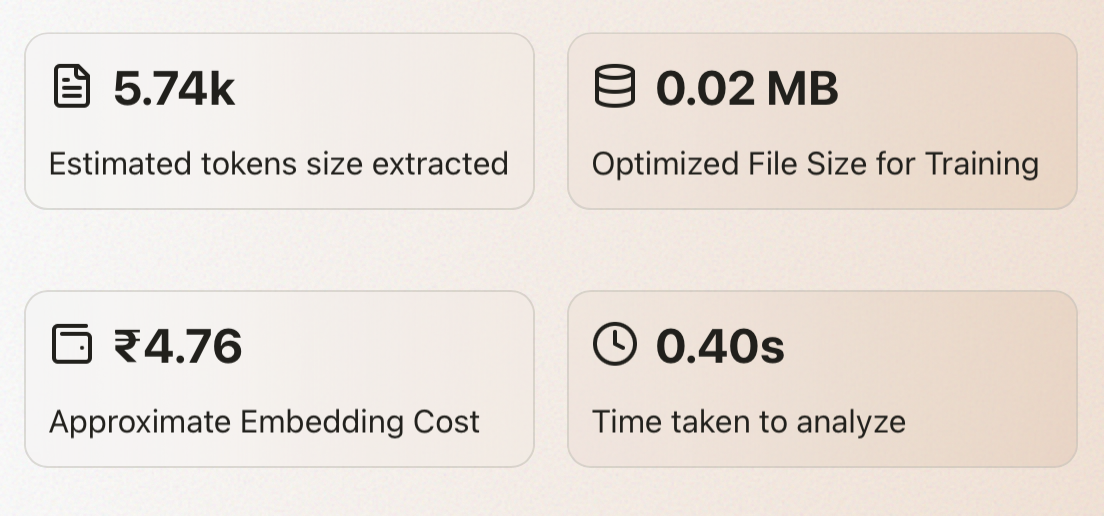 5.74k
Estimated tokens size extracted
0.02 MB
Optimized File Size for Training
₹4.76
Approximate Embedding Cost
0.40s
Time taken to analyze